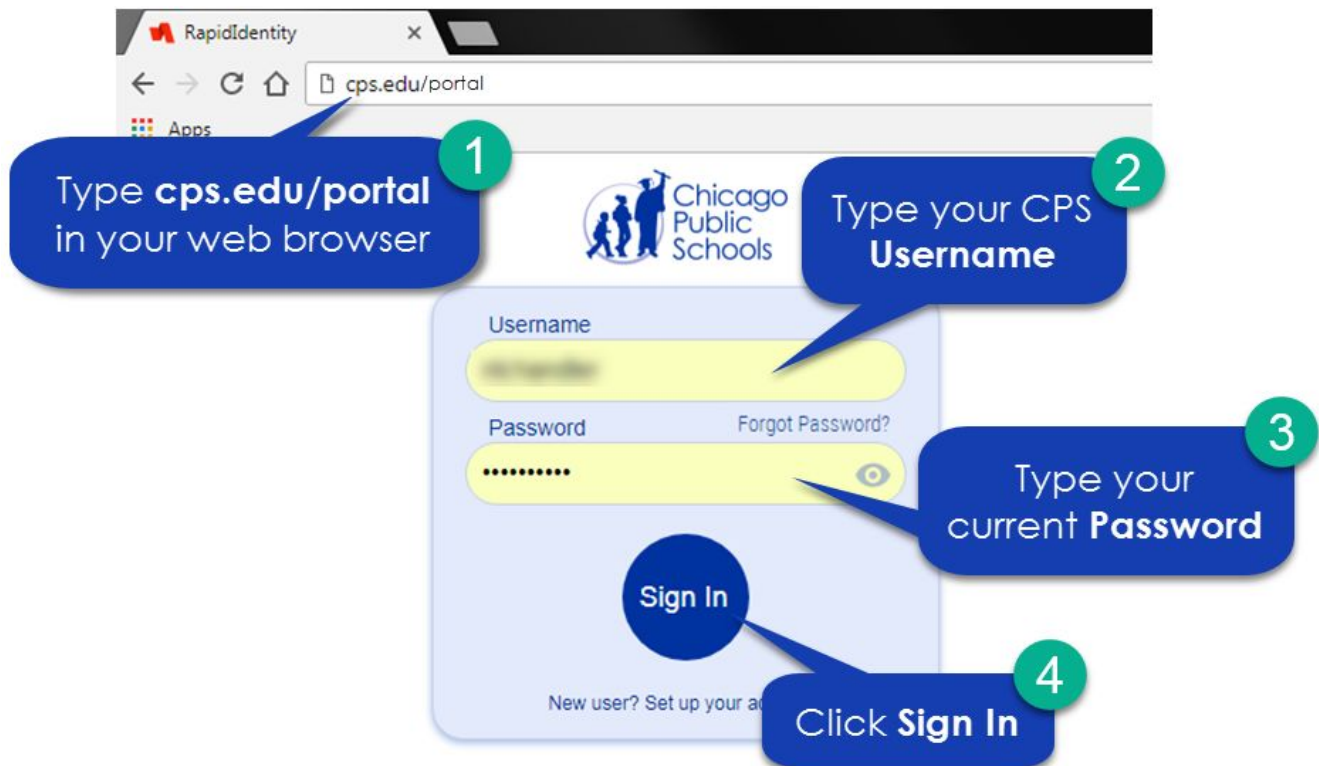 RapidIdentity
cps.edu/portal
Apps
1
Type cps.edu/portal
in your web browser
Chicago
Public
Schools
2
Type your CPS
Username
Username
Password
Forgot Password?
••••••••••
3
Type your
current Password
Sign In
New user? Set up your
4
Click Sign In